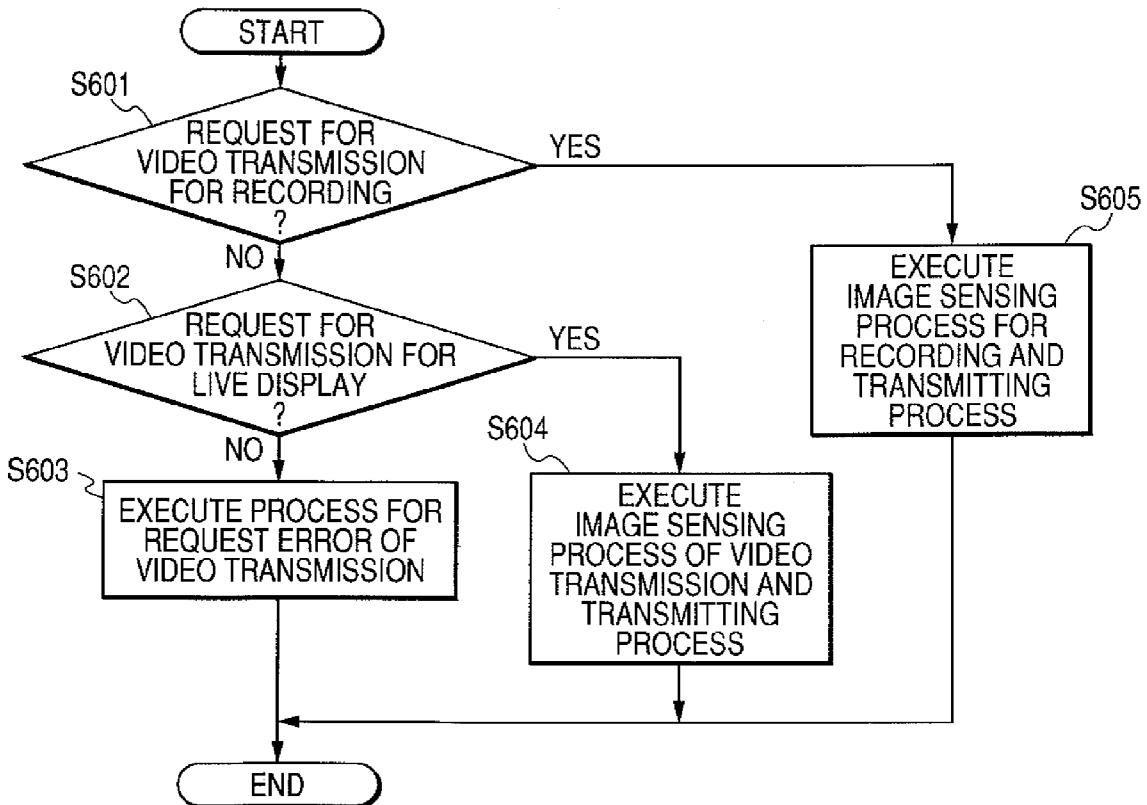 START
S601
REQUEST FOR
VIDEO TRANSMISSION
FOR RECORDING
?
YES
NO
S605
EXECUTE
IMAGE SENSING
PROCESS FOR
RECORDING AND
TRANSMITTING
PROCESS
S602
REQUEST FOR
VIDEO TRANSMISSION FOR
LIVE DISPLAY
?
YES
NO
S603
EXECUTE PROCESS FOR
REQUEST ERROR OF
VIDEO TRANSMISSION
S604
EXECUTE
IMAGE SENSING
PROCESS OF VIDEO
TRANSMISSION AND
TRANSMITTING
PROCESS
END